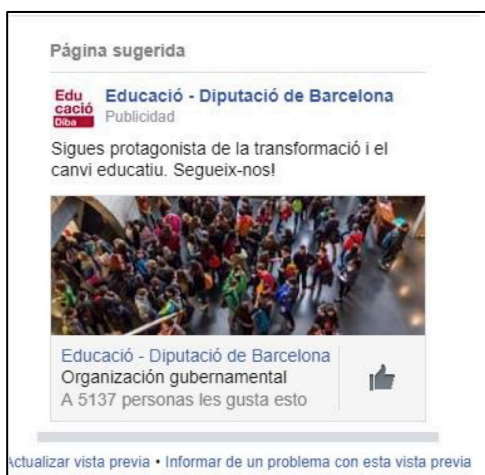 Página sugerida
Edu
cació
Diba
Educació - Diputació de Barcelona
Publicidad
Sigues protagonista de la transformació i el
canvi educatiu. Segueix-nos!
Educació - Diputació de Barcelona
Organización gubernamental
A 5137 personas les gusta esto
Actualizar vista previa • Informar de un problema con esta vista previa